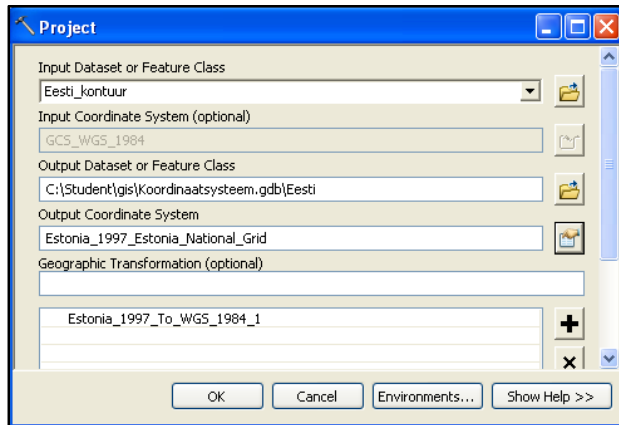 Project
Input Dataset or Feature Class
Eesti_kontuur
Input Coordinate System (optional)
GCS_WGS_1984
Output Dataset or Feature Class
C:\Student\gis\Koordinaatsysteem.gdb\Eesti
Output Coordinate System
Estonia_1997_Estonia_National_Grid
Geographic Transformation (optional)
Estonia_1997_To_WGS_1984_1
OK Cancel Environments... Show Help >>